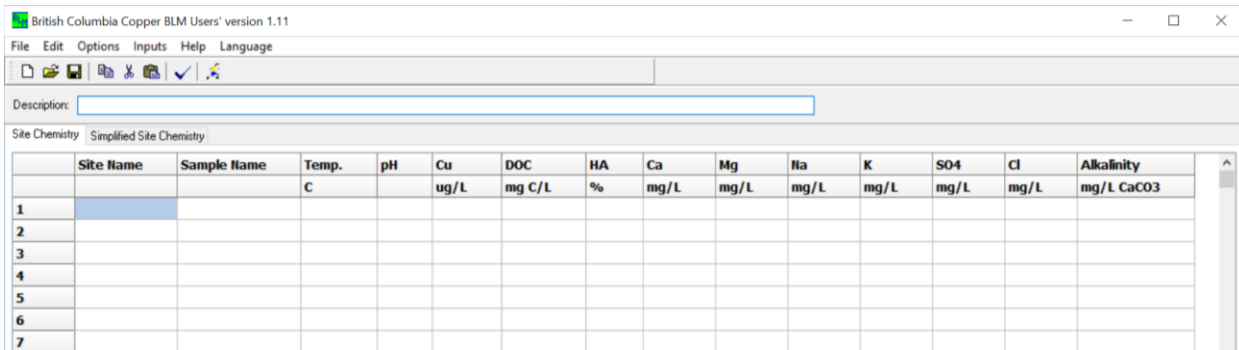 British Columbia Copper BLM Users' version 1.11
File Edit Options Inputs Help Language
Description:
Site Chemistry Simplified Site Chemistry
Site Name Sample Name Temp. pH Cu DOC HA Ca Mg Na K SO4 Cl Alkalinity
C ug/L mg C/L % mg/L mg/L mg/L mg/L mg/L mg/L mg/L CaCO3
1
2
3
4
5
6
7